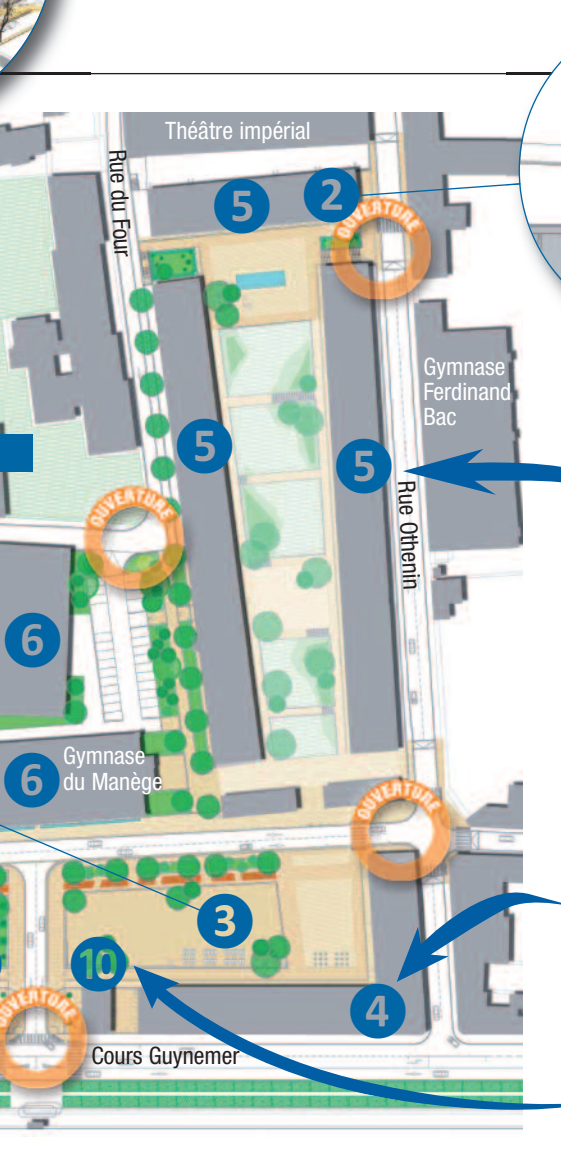 Théâtre impérial
Rue du Four
5
2
OUVERTURE
Gymnase
Ferdinand
Bac
5
5
Rue Othenin
OUVERTURE
6
6
Gymnase
du Manège
OUVERTURE
3
10
4
OUVERTURE
Cours Guynemer